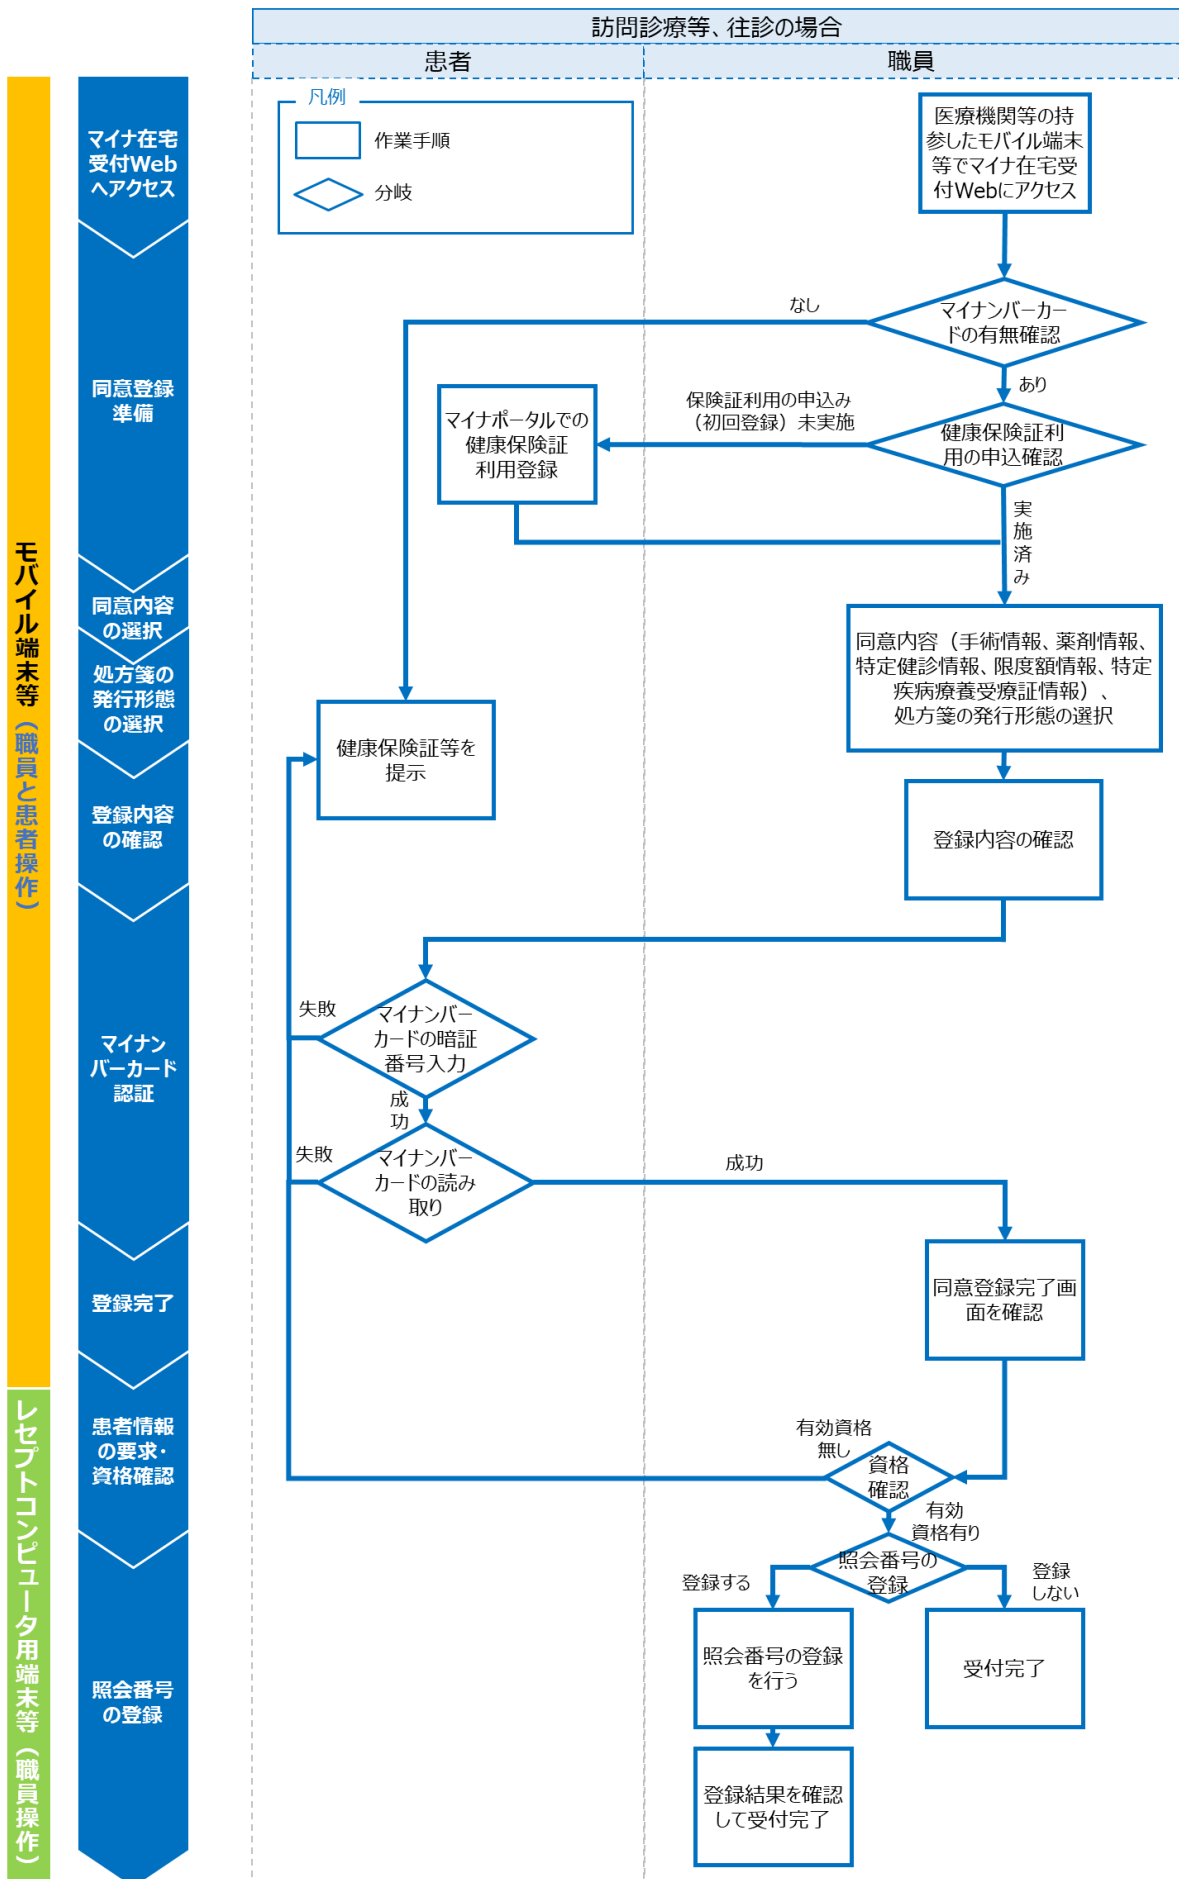 訪問診療等、往診の場合
患者
職員
モバイル端末等（職員と患者操作）
レセプトコンピュータ用端末等（職員操作）
マイナ在宅
受付Web
へアクセス
同意登録
準備
同意内容
の選択
処方箋の
発行形態
の選択
登録内容
の確認
マイナン
バーカード
認証
登録完了
患者情報
の要求・
資格確認
照会番号
の登録
凡例
作業手順
分岐
医療機関等の持
参したモバイル端末
等でマイナ在宅受
付Webにアクセス
なし
マイナンバーカー
ドの有無確認
あり
保険証利用の申込み
（初回登録）未実施
マイナポータルでの
健康保険証
利用登録
健康保険証利
用の申込確認
実
施
済
み
同意内容（手術情報、薬剤情報、
特定健診情報、限度額情報、特定
疾病療養受療証情報）、
処方箋の発行形態の選択
健康保険証等を
提示
登録内容の確認
失敗
マイナンバー
カードの暗証
番号入力
成
功
失敗
マイナンバー
カードの読み
取り
成功
同意登録完了画
面を確認
有効資格
無し
資格
確認
有効
資格有り
照会番号の
登録
登録する
登録
しない
照会番号の登録
を行う
受付完了
登録結果を確認
して受付完了